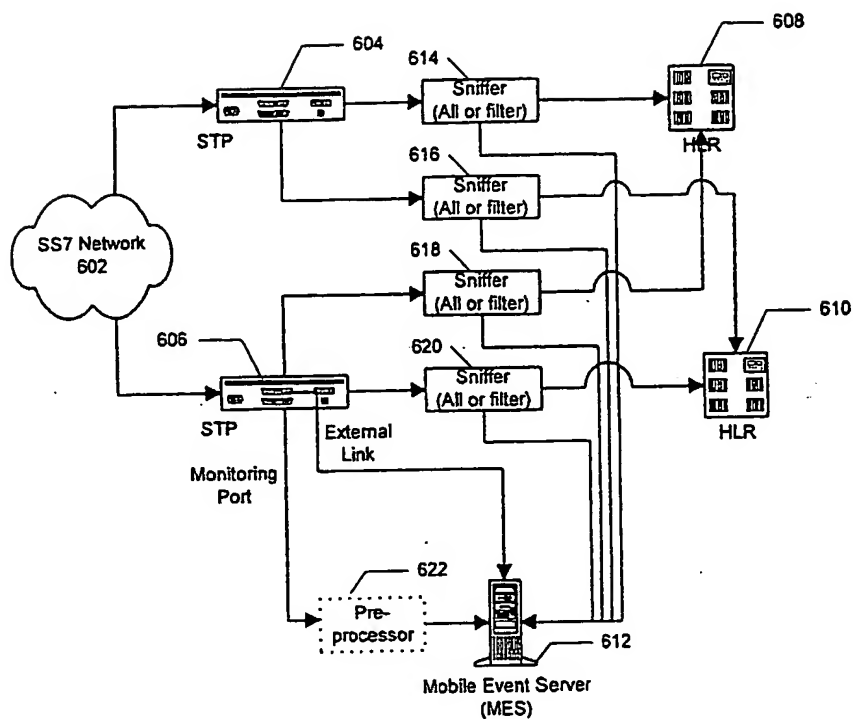 604
608
614
Sniffer
(All or filter)
STP
HLR
616
Sniffer
(All or filter)
SS7 Network
602
618
Sniffer
(All or filter)
610
606
620
Sniffer
(All or filter)
STP
External
Link
HLR
Monitoring
Port
622
Pre-
processor
612
Mobile Event Server
(MES)